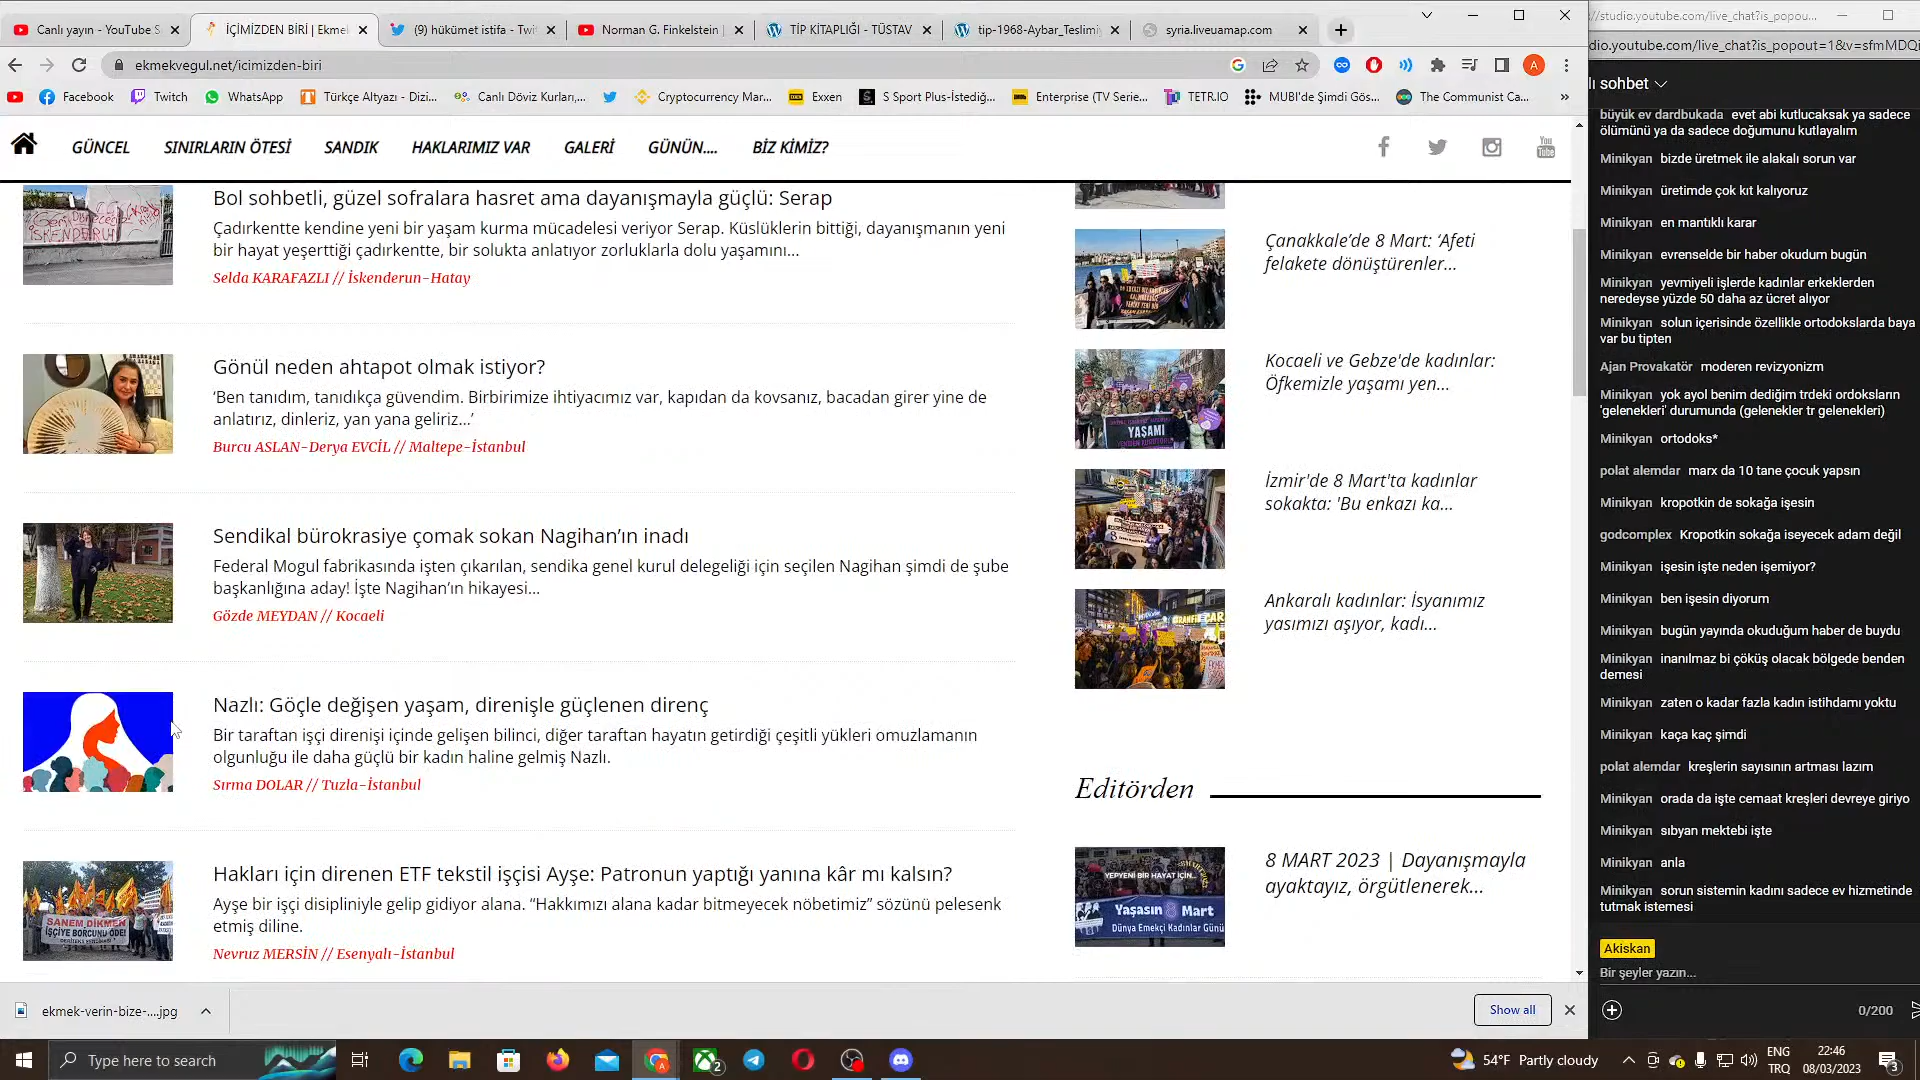 Canlı yayın - YouTube S
İÇİMİZDEN BİRİ | Ekmek
(9) hükümet istifa - Twit
Norman G. Finkelstein |
TİP KİTAPLIĞI - TÜSTAV
tip-1968-Aybar_Teslimiy
syria.liveuamap.com
ekmekvegul.net/icimizden-biri
Facebook
Twitch
WhatsApp
Türkçe Altyazı - Dizi...
Canlı Döviz Kurları,...
Cryptocurrency Mar...
Exxen
S Sport Plus-İstediğ...
Enterprise (TV Serie...
TETR.IO
MUBI'de Şimdi Gös...
The Communist Ca...
GÜNCEL
SINIRLARIN ÖTESİ
SANDIK
HAKLARIMIZ VAR
GALERİ
GÜNÜN....
BİZ KİMİZ?
Bol sohbetli, güzel sofralara hasret ama dayanışmayla güçlü: Serap
Çadırkentte kendine yeni bir yaşam kurma mücadelesi veriyor Serap. Küslüklerin bittiği, dayanışmanın yeni
bir hayat yeşerttiği çadırkentte, bir solukta anlatıyor zorluklarla dolu yaşamını...
Selda KARAFAZLI // İskenderun-Hatay
Gönül neden ahtapot olmak istiyor?
‘Ben tanıdım, tanıdıkça güvendim. Birbirimize ihtiyacımız var, kapıdan da kovsanız, bacadan girer yine de
anlatırız, dinleriz, yan yana geliriz...’
Burcu ASLAN-Derya EVCİL // Maltepe-İstanbul
Sendikal bürokrasiye çomak sokan Nagihan’ın inadı
Federal Mogul fabrikasında işten çıkarılan, sendika genel kurul delegeliği için seçilen Nagihan şimdi de şube
başkanlığına aday! İşte Nagihan’ın hikayesi...
Gözde MEYDAN // Kocaeli
Nazlı: Göçle değişen yaşam, direnişle güçlenen direnç
Bir taraftan işçi direnişi içinde gelişen bilinci, diğer taraftan hayatın getirdiği çeşitli yükleri omuzlamanın
olgunluğu ile daha güçlü bir kadın haline gelmiş Nazlı.
Sırma DOLAR // Tuzla-İstanbul
SANEM DİKMEN
İŞÇİYE BORCUNU ÖDE!
Hakları için direnen ETF tekstil işçisi Ayşe: Patronun yaptığı yanına kâr mı kalsın?
Ayşe bir işçi disipliniyle gelip gidiyor alana. “Hakkımızı alana kadar bitmeyecek nöbetimiz” sözünü pelesenk
etmiş diline.
Nevruz MERSİN // Esenyalı-İstanbul
Çanakkale’de 8 Mart: ‘Afeti
felakete dönüştürenler...
YAŞAMI
Kocaeli ve Gebze'de kadınlar:
Öfkemizle yaşamı yen...
İzmir'de 8 Mart'ta kadınlar
sokakta: 'Bu enkazı ka...
Ankaralı kadınlar: İsyanımız
yasımızı aşıyor, kadı...
Editörden
YEPYENİ BİR HAYAT İÇİN...
Yaşasın 8 Mart
Dünya Emekçi Kadınlar Günü
8 MART 2023 | Dayanışmayla
ayaktayız, örgütlenerek...
ekmek-verin-bize-....jpg
Show all
Type here to search
2
54°F Partly cloudy
ENG
TRQ
22:46
08/03/2023
3
://studio.youtube.com/live_chat?is_popou...
dio.youtube.com/live_chat?is_popout=1&v=sfmMDQi
lı sohbet
büyük ev dardbukada evet abi kutlucaksak ya sadece
ölümünü ya da sadece doğumunu kutlayalım
Minikyan bizde üretmek ile alakalı sorun var
Minikyan üretimde çok kıt kalıyoruz
Minikyan en mantıklı karar
Minikyan evrenselde bir haber okudum bugün
Minikyan yevmiyeli işlerde kadınlar erkeklerden
neredeyse yüzde 50 daha az ücret alıyor
Minikyan solun içerisinde özellikle ortodokslarda baya
var bu tipten
Ajan Provakatör moderen revizyonizm
Minikyan yok ayol benim dediğim trdeki ordoksların
'gelenekleri' durumunda (gelenekler tr gelenekleri)
Minikyan ortodoks*
polat alemdar marx da 10 tane çocuk yapsın
Minikyan kropotkin de sokağa işesin
godcomplex Kropotkin sokağa iseyecek adam değil
Minikyan işesin işte neden işemiyo?
Minikyan ben işesin diyorum
Minikyan bugün yayında okuduğum haber de buydu
Minikyan inanılmaz bi çöküş olacak bölgede benden
demesi
Minikyan zaten o kadar fazla kadın istihdamı yoktu
Minikyan kaça kaç şimdi
polat alemdar kreşlerin sayısının artması lazım
Minikyan orada da işte cemaat kreşleri devreye giriyo
Minikyan sıbyan mektebi işte
Minikyan anla
Minikyan sorun sistemin kadını sadece ev hizmetinde
tutmak istemesi
Akiskan
Bir şeyler yazın...
0/200